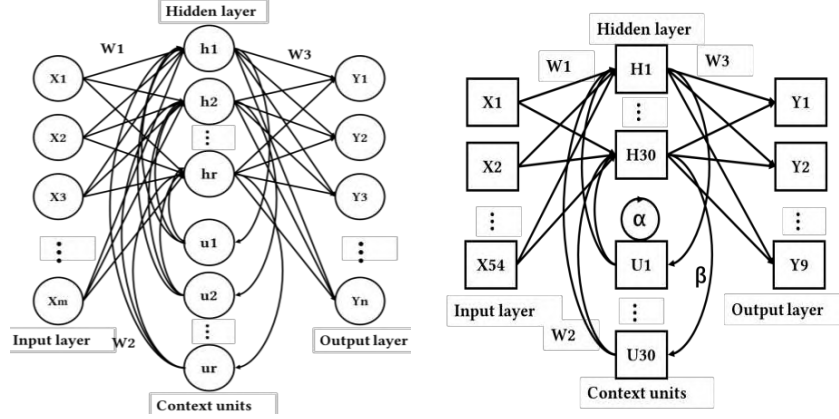 Hidden layer
W1
h1
W3
X1
h2
Y1
⋮
X2
hr
Y2
X3
Y3
⋮
u1
⋮
Xm
u2
Yn
⋮
Input layer
W2
ur
Output layer
Context units
Hidden layer
W1
H1
W3
X1
⋮
Y1
X2
H30
Y2
⋮
α
⋮
X54
U1
β
Y9
Input layer
⋮
Output layer
W2
U30
Context units